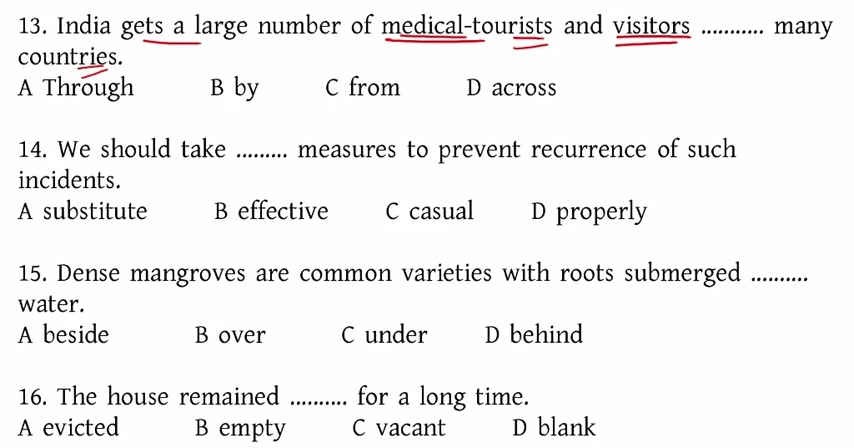 13. India gets a large number of medical-tourists and visitors ........... many
countries.
A Through B by C from D across
14. We should take ......... measures to prevent recurrence of such
incidents.
A substitute B effective C casual D properly
15. Dense mangroves are common varieties with roots submerged ..........
water.
A beside B over C under D behind
16. The house remained .......... for a long time.
A evicted B empty C vacant D blank